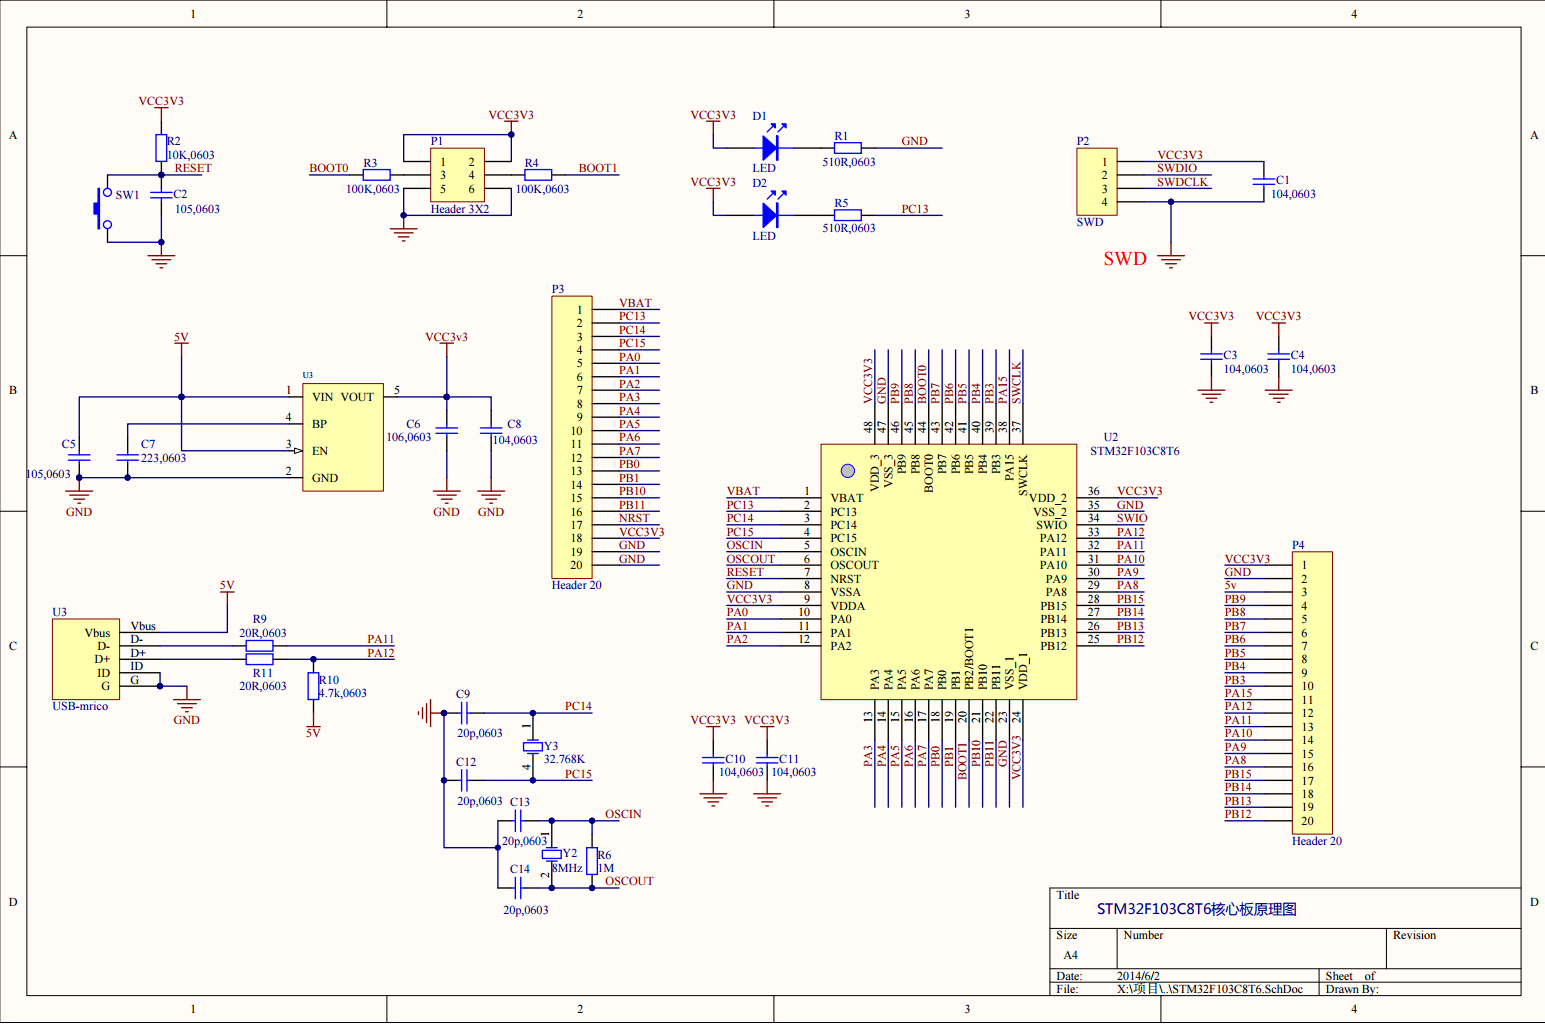 1 2 3 4
A A
B B
C C
D D
VCC3V3
R2
10K,0603
RESET
SW1
C2
105,0603
VCC3V3
P1
BOOT0
R3
100K,0603
1 2
3 4
5 6
R4
100K,0603
BOOT1
Header 3X2
VCC3V3
D1
LED
R1
510R,0603
GND
VCC3V3
D2
LED
R5
510R,0603
PC13
P2
1 VCC3V3
2 SWDIO
3 SWDCLK
4
SWD
C1
104,0603
SWD
5V
U3
1 VIN VOUT 5
4 BP
3 EN
2 GND
C5
105,0603
C7
223,0603
GND
VCC3v3
C6
106,0603
C8
104,0603
GND GND
P3
1 VBAT
2 PC13
3 PC14
4 PC15
5 PA0
6 PA1
7 PA2
8 PA3
9 PA4
10 PA5
11 PA6
12 PA7
13 PB0
14 PB1
15 PB10
16 PB11
17 NRST
18 VCC3V3
19 GND
20 GND
Header 20
VCC3V3 VCC3V3
C3
104,0603
C4
104,0603
U2
STM32F103C8T6
VCC3V3 48 VDD_3
GND 47 VSS_3
PB9 46 PB9
PB8 45 PB8
BOOT0 44 BOOT0
PB7 43 PB7
PB6 42 PB6
PB5 41 PB5
PB4 40 PB4
PB3 39 PB3
PA15 38 PA15
SWCLK 37 SWCLK
VBAT 1 VBAT
PC13 2 PC13
PC14 3 PC14
PC15 4 PC15
OSCIN 5 OSCIN
OSCOUT 6 OSCOUT
RESET 7 NRST
GND 8 VSSA
VCC3V3 9 VDDA
PA0 10 PA0
PA1 11 PA1
PA2 12 PA2
VDD_2 36 VCC3V3
VSS_2 35 GND
SWIO 34 SWIO
PA12 33 PA12
PA11 32 PA11
PA10 31 PA10
PA9 30 PA9
PA8 29 PA8
PB15 28 PB15
PB14 27 PB14
PB13 26 PB13
PB12 25 PB12
PA3 13 PA3
PA4 14 PA4
PA5 15 PA5
PA6 16 PA6
PA7 17 PA7
PB0 18 PB0
PB1 19 PB1
PB2/BOOT1 20 BOOT1
PB10 21 PB10
PB11 22 PB11
VSS_1 23 GND
VDD_1 24 VCC3V3
P4
VCC3V3 1
GND 2
5v 3
PB9 4
PB8 5
PB7 6
PB6 7
PB5 8
PB4 9
PB3 10
PA15 11
PA12 12
PA11 13
PA10 14
PA9 15
PA8 16
PB15 17
PB14 18
PB13 19
PB12 20
Header 20
U3
Vbus Vbus
D- D-
D+ D+
ID ID
G G
USB-mrico
5V
R9
20R,0603
PA11
PA12
R11
20R,0603
R10
4.7k,0603
GND
5V
C9
20p,0603
PC14
1
Y3
32.768K
4
C12
20p,0603
PC15
C13
20p,0603
OSCIN
1
Y2
8MHz
2
R6
1M
C14
20p,0603
OSCOUT
VCC3V3 VCC3V3
C10
104,0603
C11
104,0603
Title
STM32F103C8T6核心板原理图
Size Number Revision
A4
Date: 2014/6/2 Sheet of
File: X:\项目\..\STM32F103C8T6.SchDoc Drawn By:
1 2 3 4